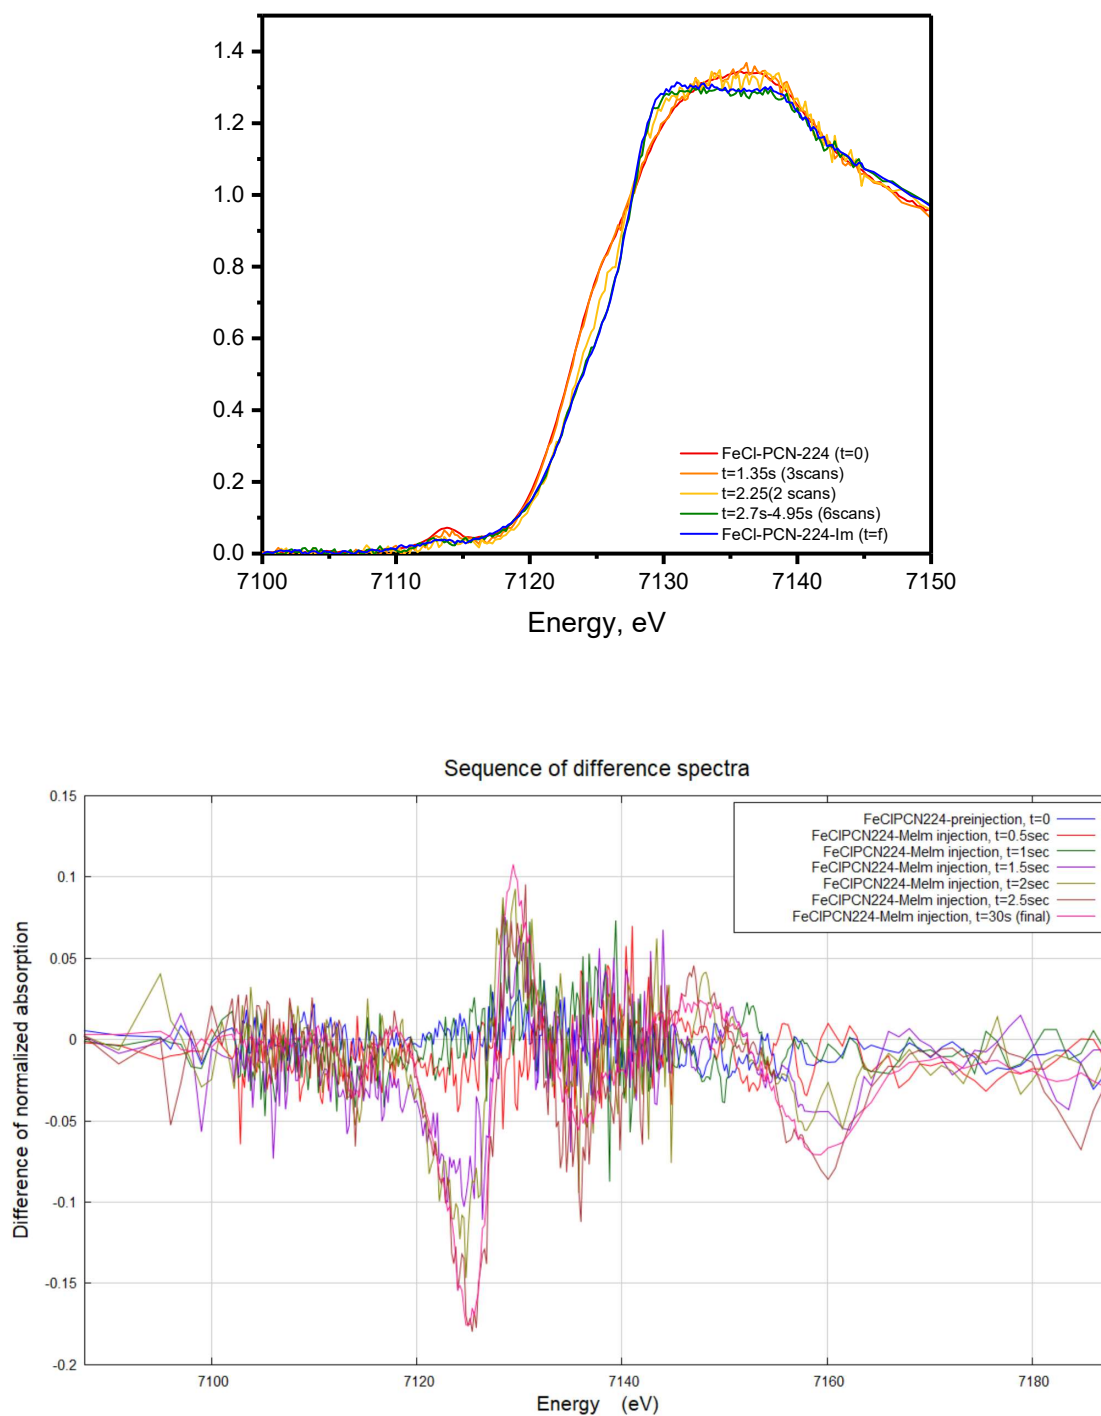 1.4
1.2
1.0
0.8
0.6
0.4
0.2
0.0
FeCl-PCN-224 (t=0)
t=1.35s (3scans)
t=2.25(2 scans)
t=2.7s-4.95s (6scans)
FeCl-PCN-224-Im (t=f)
7100 7110 7120 7130 7140 7150
Energy, eV
Sequence of difference spectra
0.15
0.1
0.05
0
-0.05
-0.1
-0.15
-0.2
Difference of normalized absorption
FeClPCN224-preinjection, t=0
FeClPCN224-MeIm injection, t=0.5sec
FeClPCN224-MeIm injection, t=1sec
FeClPCN224-MeIm injection, t=1.5sec
FeClPCN224-MeIm injection, t=2sec
FeClPCN224-MeIm injection, t=2.5sec
FeClPCN224-MeIm injection, t=30s (final)
7100 7120 7140 7160 7180
Energy (eV)